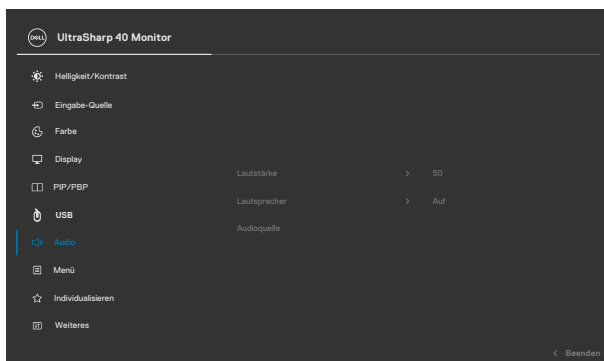 DELL UltraSharp 40 Monitor
Helligkeit/Kontrast
Eingabe-Quelle
Farbe
Display
PIP/PBP
USB
Audio
Menü
Individualisieren
Weiteres
Lautstärke > 50
Lautsprecher > Auf
Audioquelle
< Beenden